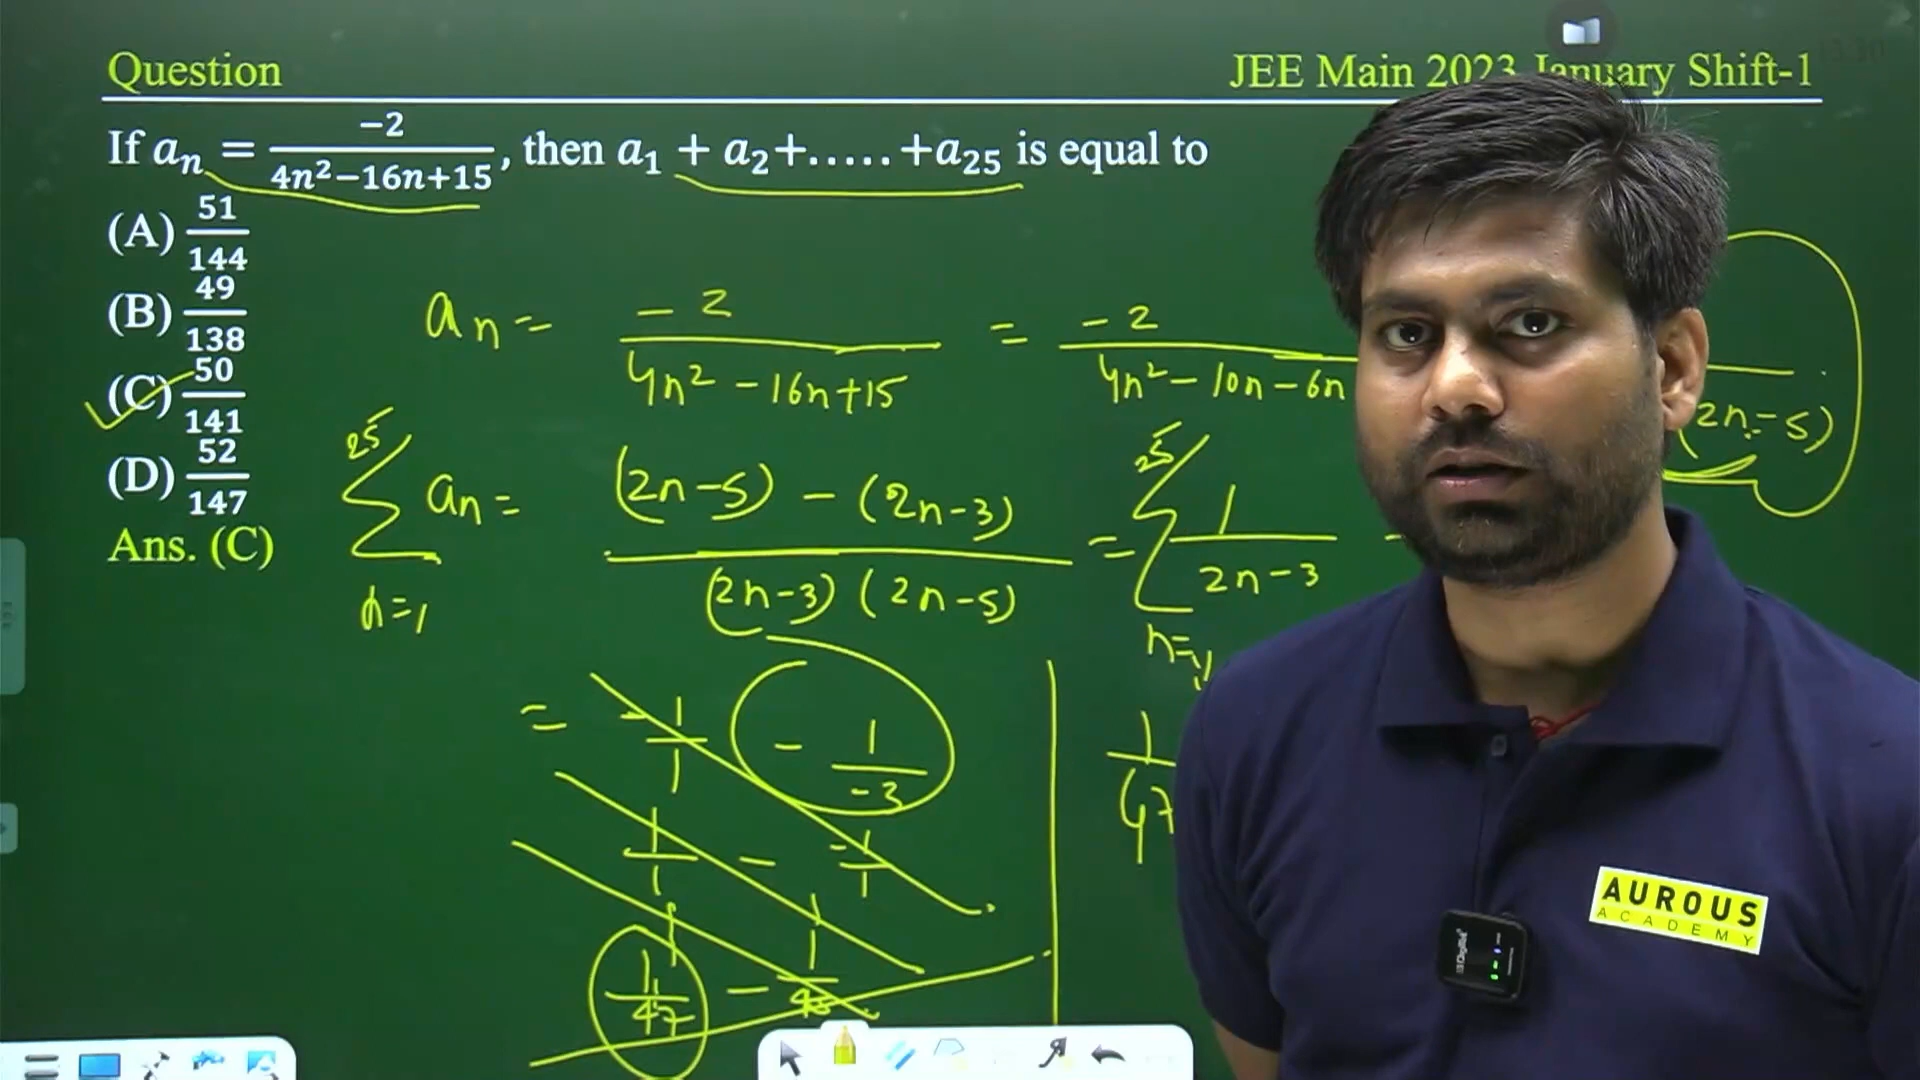 Question
JEE Main 2023 January Shift-1
If aₙ = −2/(4n²−16n+15), then a₁ + a₂+.....+a₂₅ is equal to
(A) 51/144
(B) 49/138
(C) 50/141
(D) 52/147
Ans. (C)
aₙ = −2/(4n² − 16n + 15) = −2/(4n² − 10n − 6n
(2n − 5)
25 Σ n=1 aₙ = ((2n−5) − (2n−3))/((2n−3)(2n−5)) = 25 Σ n=1 1/(2n−3) −
= −1/1 − 1/−3
1/1 − 1/−1
1/47 − 1/45
1/47
AUROUS
ACADEMY